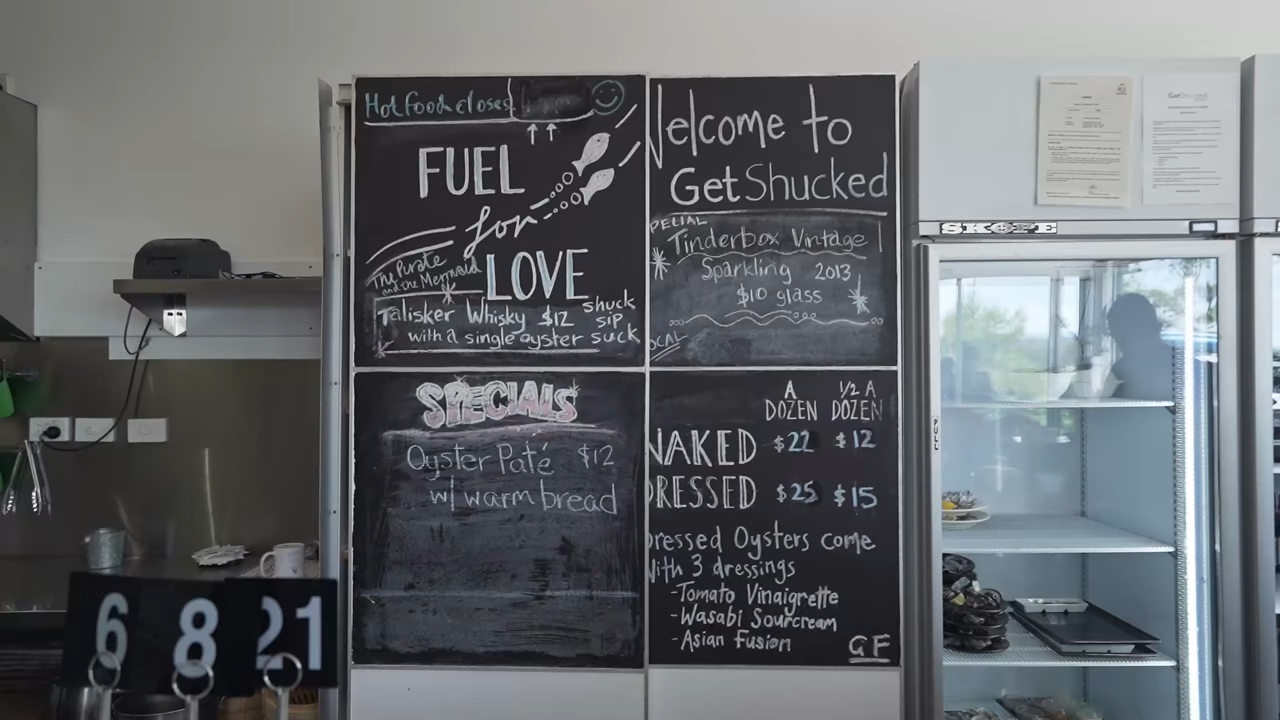 Hot food closes
FUEL
for
LOVE
The Pirate
and the Mermaid
Talisker Whisky $12
with a single oyster
shuck
sip
suck
Welcome to
GetShucked
PECIAL
Tinderbox Vintage
Sparkling 2013
$10 glass
OCAL
SPECIALS
Oyster Paté $12
w/ warm bread
A
DOZEN
1/2 A
DOZEN
NAKED $22 $12
DRESSED $25 $15
Dressed Oysters come
With 3 dressings
-Tomato Vinaigrette
-Wasabi Sourcream
-Asian Fusion
GF
SKOPE
PULL
6 8 21